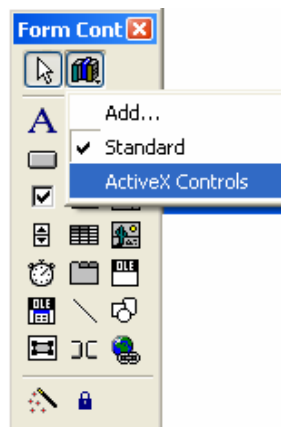 Form Cont
A
Add...
Standard
ActiveX Controls
OLE
OLE